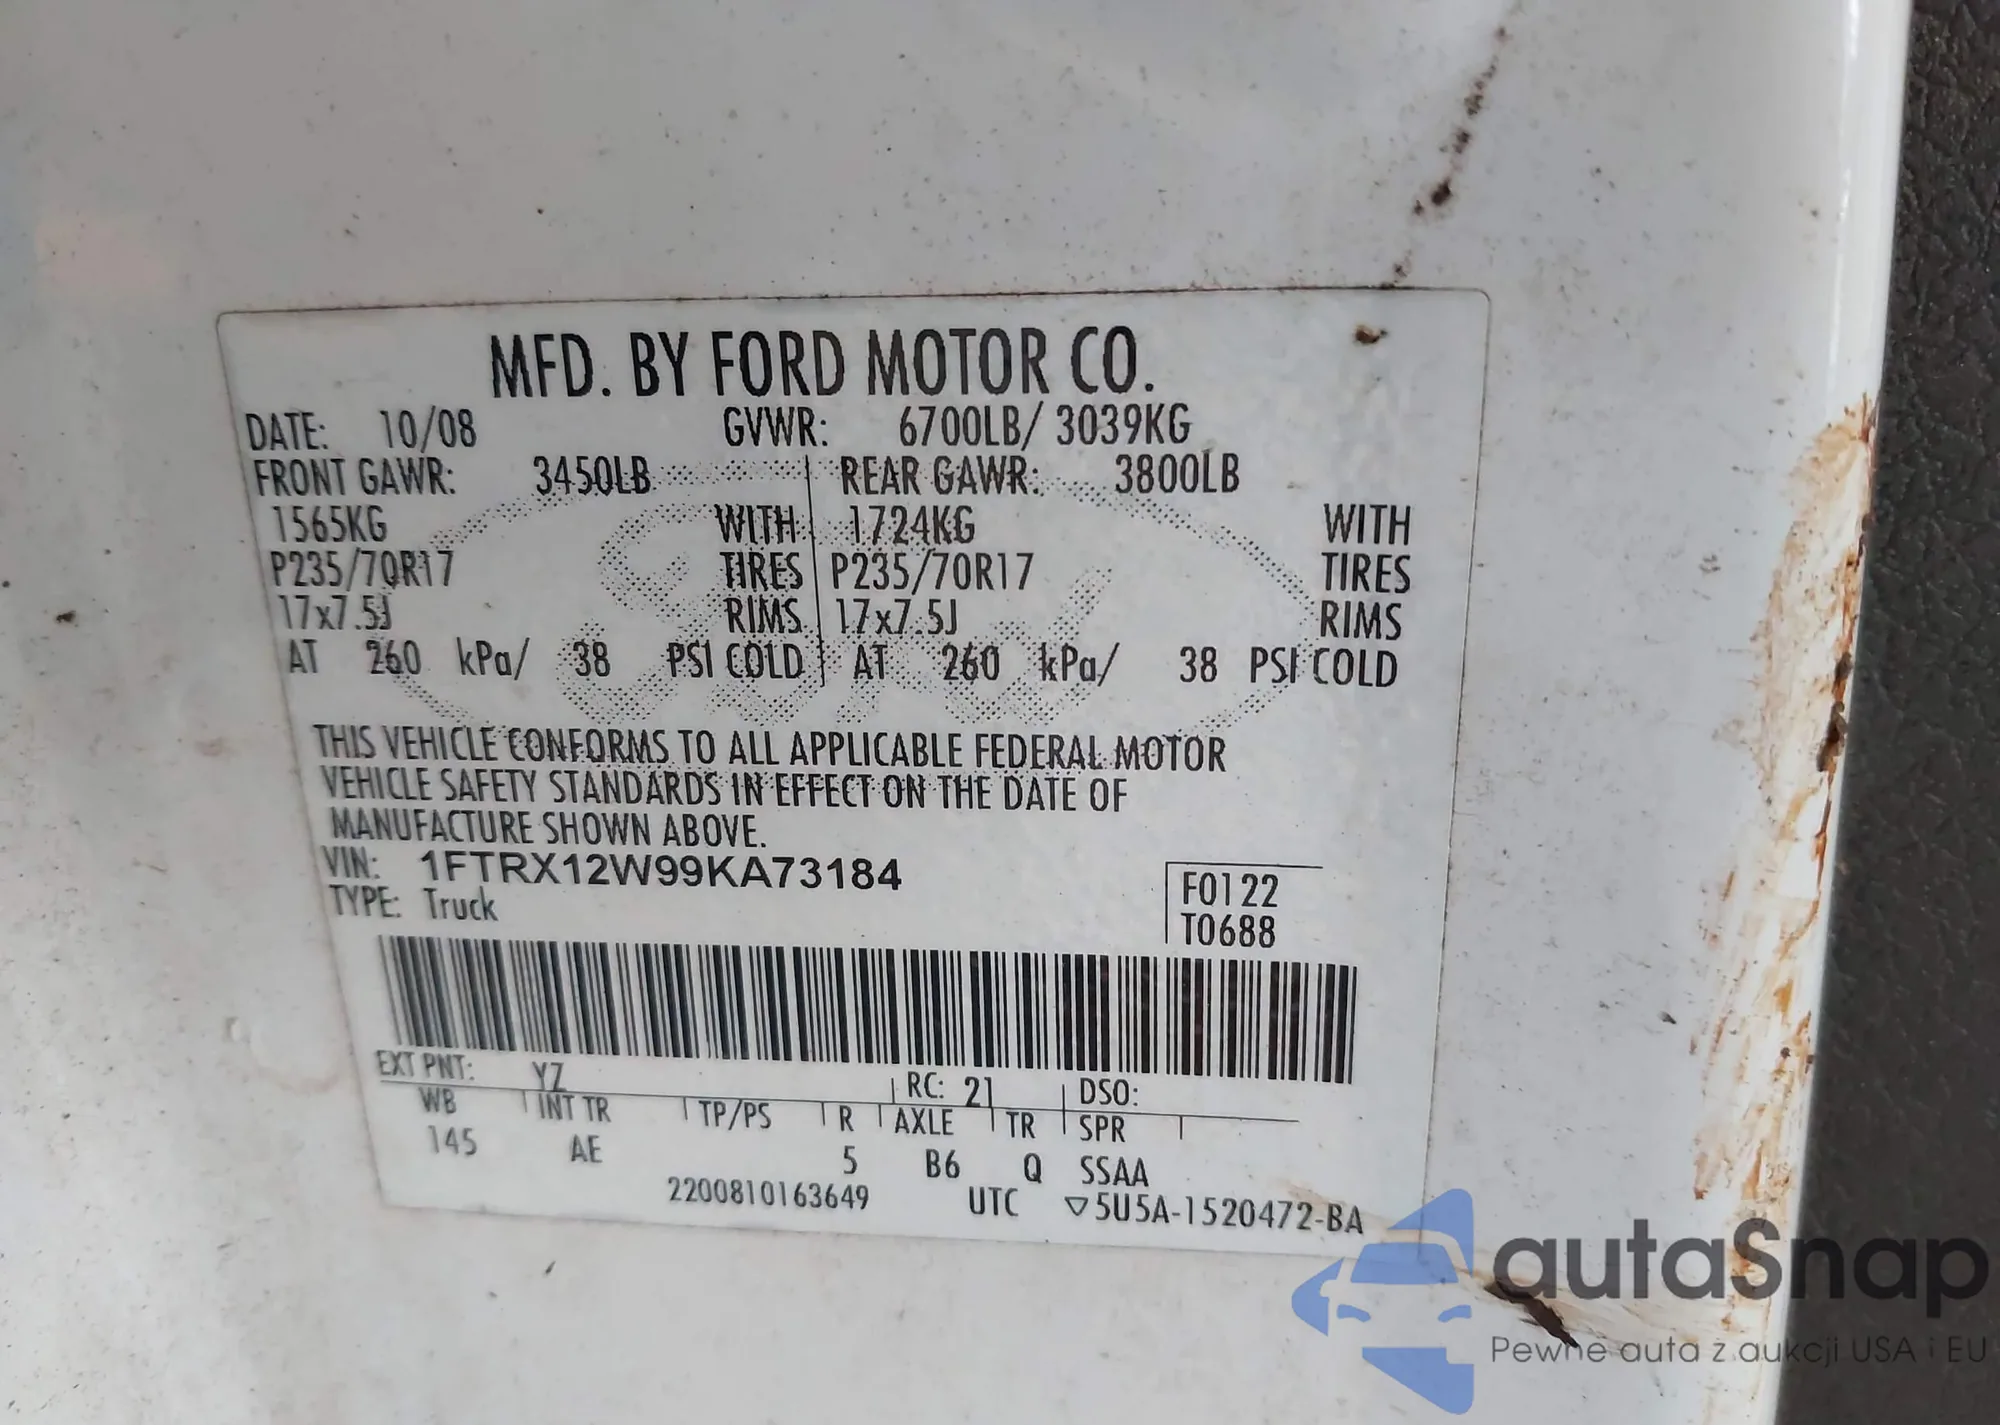 MFD. BY FORD MOTOR CO.
DATE: 10/08 GVWR: 6700LB/ 3039KG
FRONT GAWR: 3450LB REAR GAWR: 3800LB
1565KG WITH 1724KG WITH
P235/70R17 TIRES P235/70R17 TIRES
17x7.5J RIMS 17x7.5J RIMS
AT 260 kPa/ 38 PSI COLD AT 260 kPa/ 38 PSI COLD
THIS VEHICLE CONFORMS TO ALL APPLICABLE FEDERAL MOTOR
VEHICLE SAFETY STANDARDS IN EFFECT ON THE DATE OF
MANUFACTURE SHOWN ABOVE.
VIN: 1FTRX12W99KA73184
TYPE: Truck
F0122
T0688
EXT PNT: YZ RC: 21 DSO:
WB INT TR TP/PS R AXLE TR SPR
145 AE 5 B6 Q SSAA
2200810163649 UTC ▽5U5A-1520472-BA
autaSnap
Pewne auta z aukcji USA i EU